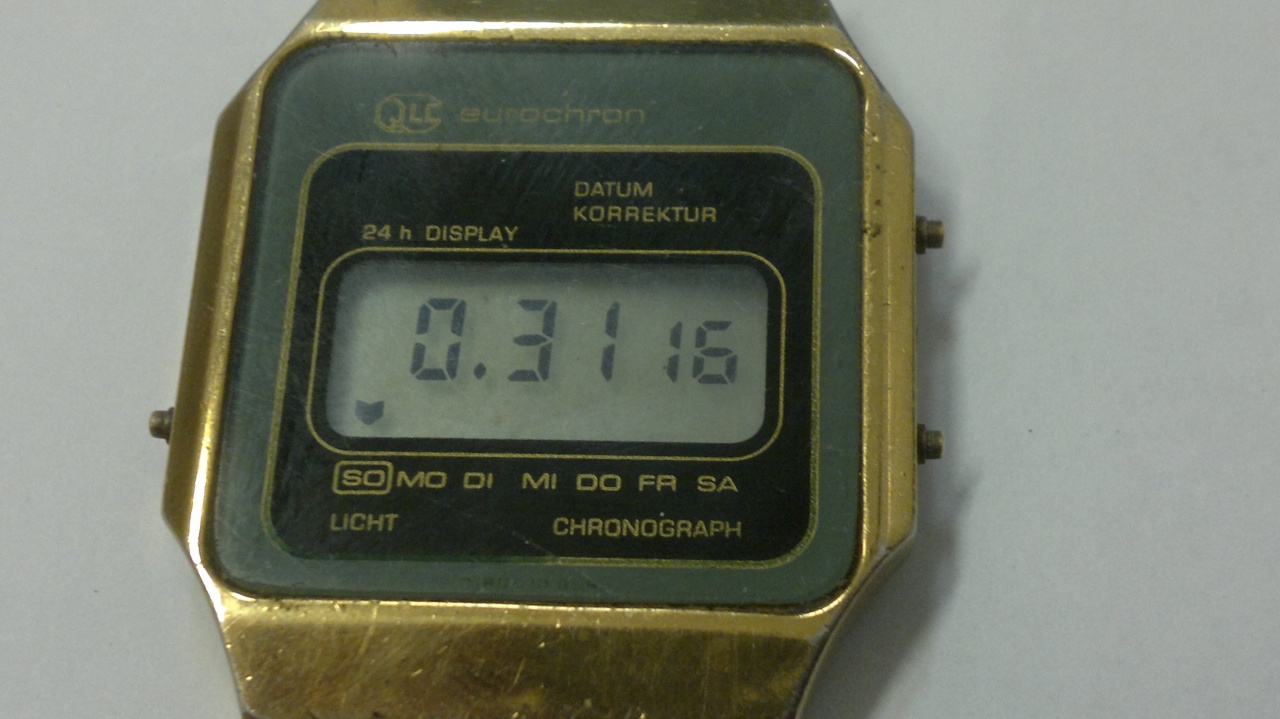 QLC eurochron
DATUM
KORREKTUR
24 h DISPLAY
0.31 16
SO MO DI MI DO FR SA
LICHT CHRONOGRAPH